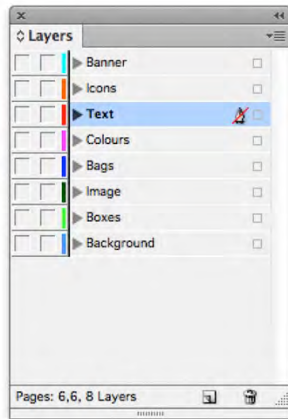 Layers
Banner
Icons
Text
Colours
Bags
Image
Boxes
Background
Pages: 6,6, 8 Layers